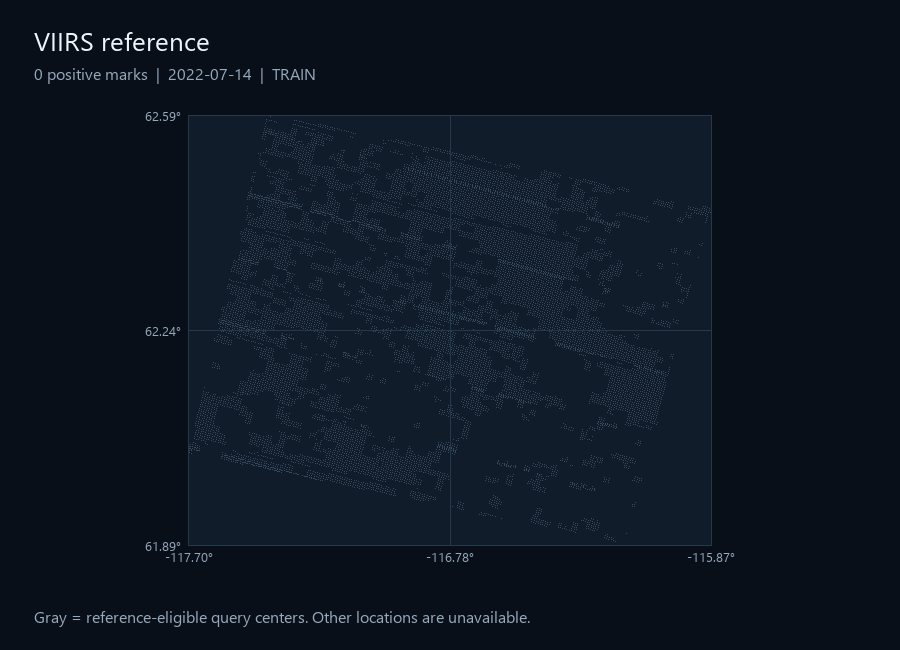 VIIRS reference
0 positive marks | 2022-07-14 | TRAIN
62.59°
62.24°
61.89°
-117.70°
-116.78°
-115.87°
Gray = reference-eligible query centers. Other locations are unavailable.